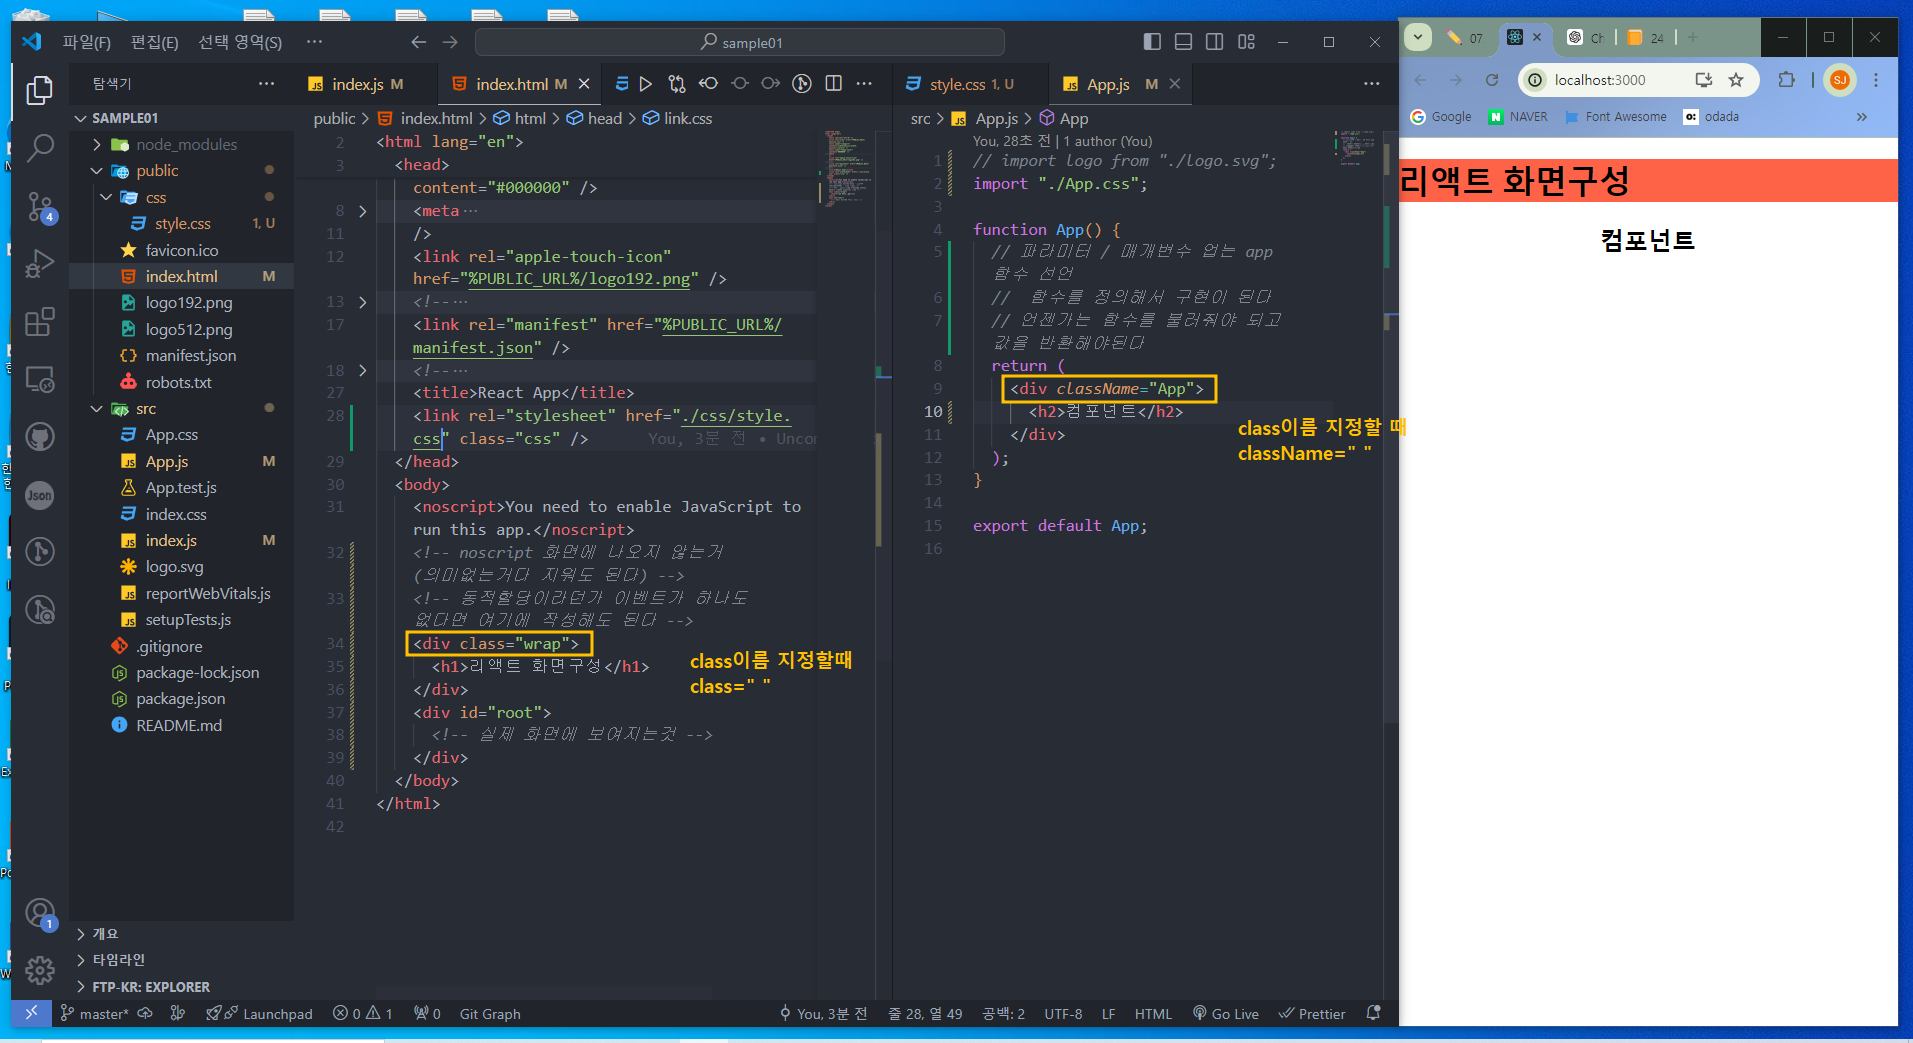 파일(F) 편집(E) 선택 영역(S) ···
sample01
탐색기
SAMPLE01
node_modules
public
css
style.css 1, U
favicon.ico
index.html M
logo192.png
logo512.png
manifest.json
robots.txt
src
App.css
App.js M
App.test.js
index.css
index.js M
logo.svg
reportWebVitals.js
setupTests.js
.gitignore
package-lock.json
package.json
README.md
개요
타임라인
FTP-KR: EXPLORER
4
Json
1
index.js M
index.html M
public > index.html > html > head > link.css
2 <html lang="en">
3 <head>
content="#000000" />
8 <meta ···
11 />
12 <link rel="apple-touch-icon"
href="%PUBLIC_URL%/logo192.png" />
13 <!-- ···
17 <link rel="manifest" href="%PUBLIC_URL%/
manifest.json" />
18 <!-- ···
27 <title>React App</title>
28 <link rel="stylesheet" href="./css/style.
css" class="css" /> You, 3분 전 • Uncor
29 </head>
30 <body>
31 <noscript>You need to enable JavaScript to
run this app.</noscript>
32 <!-- noscript 화면에 나오지 않는거
(의미없는거다 지워도 된다) -->
33 <!-- 동적할당이라던가 이벤트가 하나도
없다면 여기에 작성해도 된다 -->
34 <div class="wrap">
35 <h1>리액트 화면구성</h1>
36 </div>
37 <div id="root">
38 <!-- 실제 화면에 보여지는것 -->
39 </div>
40 </body>
41 </html>
42
class이름 지정할때
class=" "
style.css 1, U
App.js M
src > App.js > App
You, 28초 전 | 1 author (You)
1 // import logo from "./logo.svg";
2 import "./App.css";
3
4 function App() {
5 // 파라미터 / 매개변수 없는 app
함수 선언
6 // 함수를 정의해서 구현이 된다
7 // 언젠가는 함수를 불러줘야 되고
값을 반환해야된다
8 return (
9 <div className="App">
10 <h2>컴포넌트</h2>
11 </div>
12 );
13 }
14
15 export default App;
16
class이름 지정할 때
className=" "
master* Launchpad 0 1 0 Git Graph
You, 3분 전 줄 28, 열 49 공백: 2 UTF-8 LF HTML Go Live Prettier
07 Ch 24
localhost:3000
SJ
Google NAVER Font Awesome odada
리액트 화면구성
컴포넌트